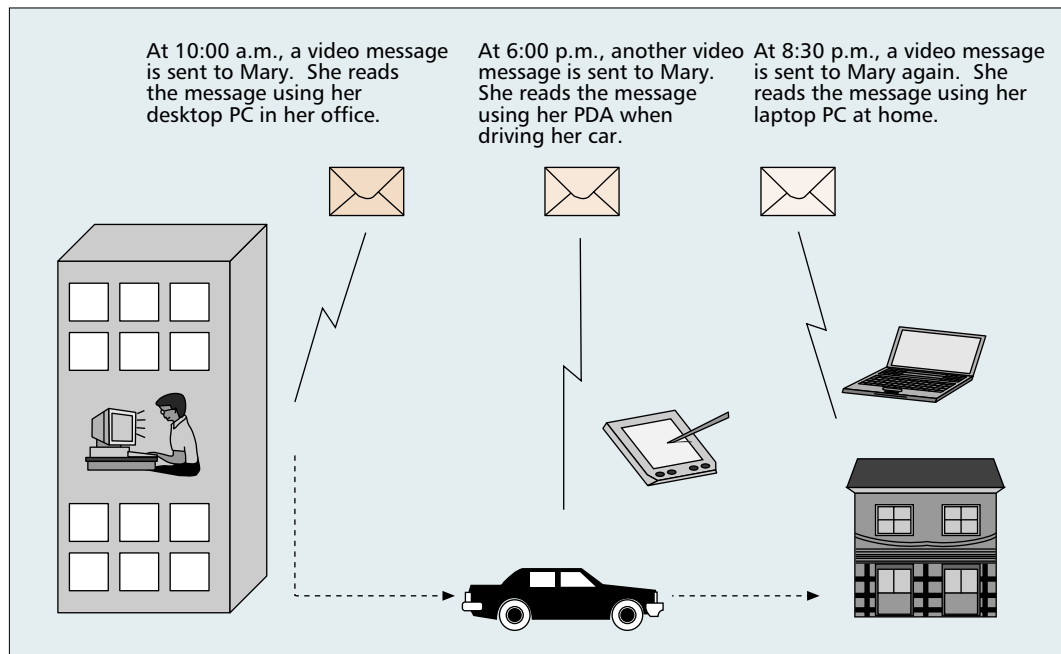 At 10:00 a.m., a video message
is sent to Mary. She reads
the message using her
desktop PC in her office.
At 6:00 p.m., another video
message is sent to Mary.
She reads the message
using her PDA when
driving her car.
At 8:30 p.m., a video message
is sent to Mary again. She
reads the message using her
laptop PC at home.